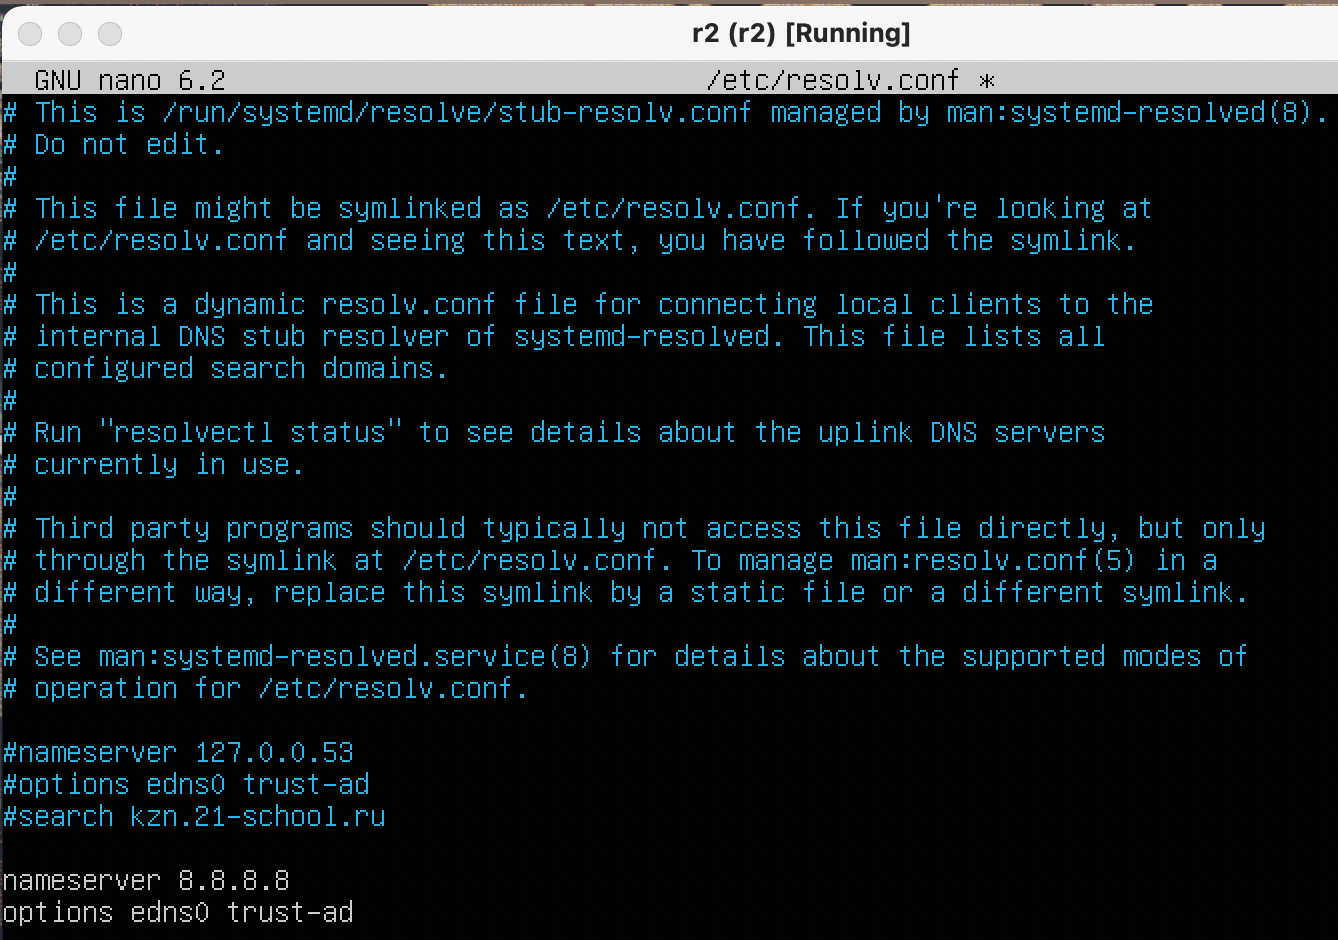 r2 (r2) [Running]
GNU nano 6.2 /etc/resolv.conf *
# This is /run/systemd/resolve/stub-resolv.conf managed by man:systemd-resolved(8).
# Do not edit.
#
# This file might be symlinked as /etc/resolv.conf. If you're looking at
# /etc/resolv.conf and seeing this text, you have followed the symlink.
#
# This is a dynamic resolv.conf file for connecting local clients to the
# internal DNS stub resolver of systemd-resolved. This file lists all
# configured search domains.
#
# Run "resolvectl status" to see details about the uplink DNS servers
# currently in use.
#
# Third party programs should typically not access this file directly, but only
# through the symlink at /etc/resolv.conf. To manage man:resolv.conf(5) in a
# different way, replace this symlink by a static file or a different symlink.
#
# See man:systemd-resolved.service(8) for details about the supported modes of
# operation for /etc/resolv.conf.
#nameserver 127.0.0.53
#options edns0 trust-ad
#search kzn.21-school.ru
nameserver 8.8.8.8
options edns0 trust-ad